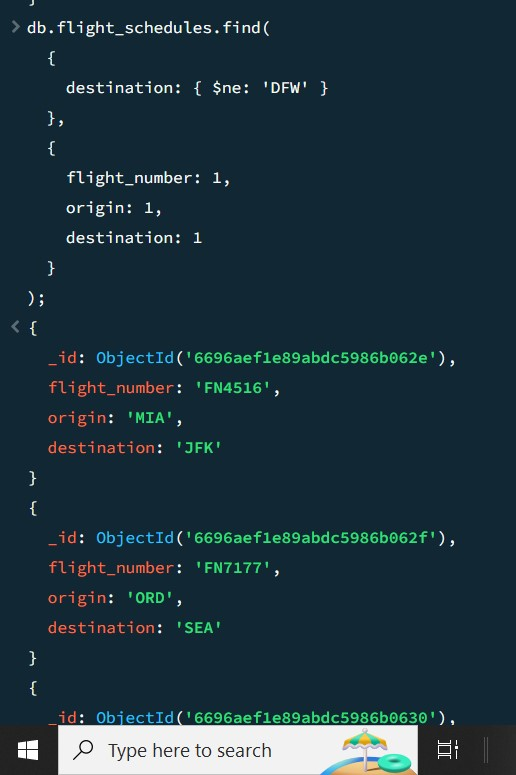 }
> db.flight_schedules.find(
{
destination: { $ne: 'DFW' }
},
{
flight_number: 1,
origin: 1,
destination: 1
}
);
< {
_id: ObjectId('6696aef1e89abdc5986b062e'),
flight_number: 'FN4516',
origin: 'MIA',
destination: 'JFK'
}
{
_id: ObjectId('6696aef1e89abdc5986b062f'),
flight_number: 'FN7177',
origin: 'ORD',
destination: 'SEA'
}
{
_id: ObjectId('6696aef1e89abdc5986b0630'),
Type here to search